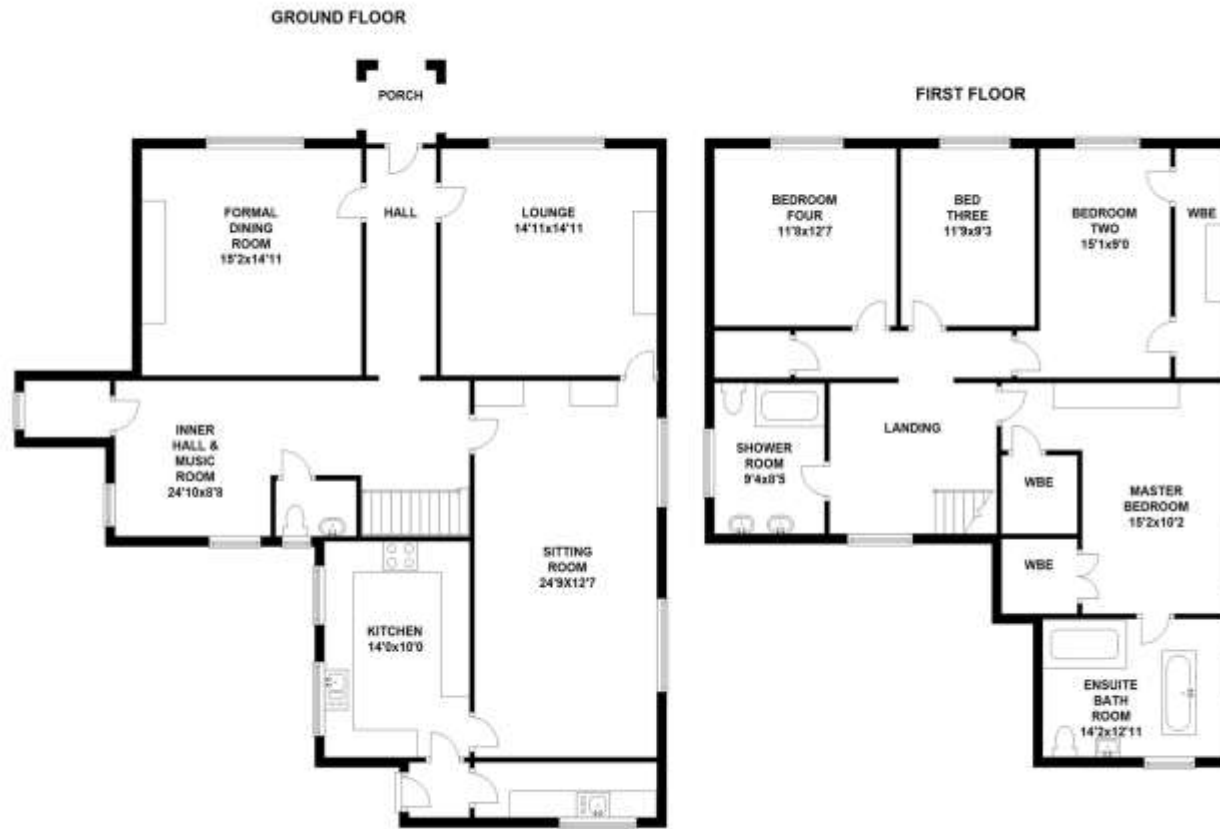 GROUND FLOOR
PORCH
FORMAL
DINING
ROOM
15'2x14'11
HALL
LOUNGE
14'11x14'11
INNER
HALL &
MUSIC
ROOM
24'10x8'8
SITTING
ROOM
24'9X12'7
KITCHEN
14'0x10'0
FIRST FLOOR
BEDROOM
FOUR
11'8x12'7
BED
THREE
11'9x9'3
BEDROOM
TWO
15'1x9'0
WBE
SHOWER
ROOM
9'4x8'5
LANDING
WBE
MASTER
BEDROOM
15'2x10'2
WBE
ENSUITE
BATH
ROOM
14'2x12'11